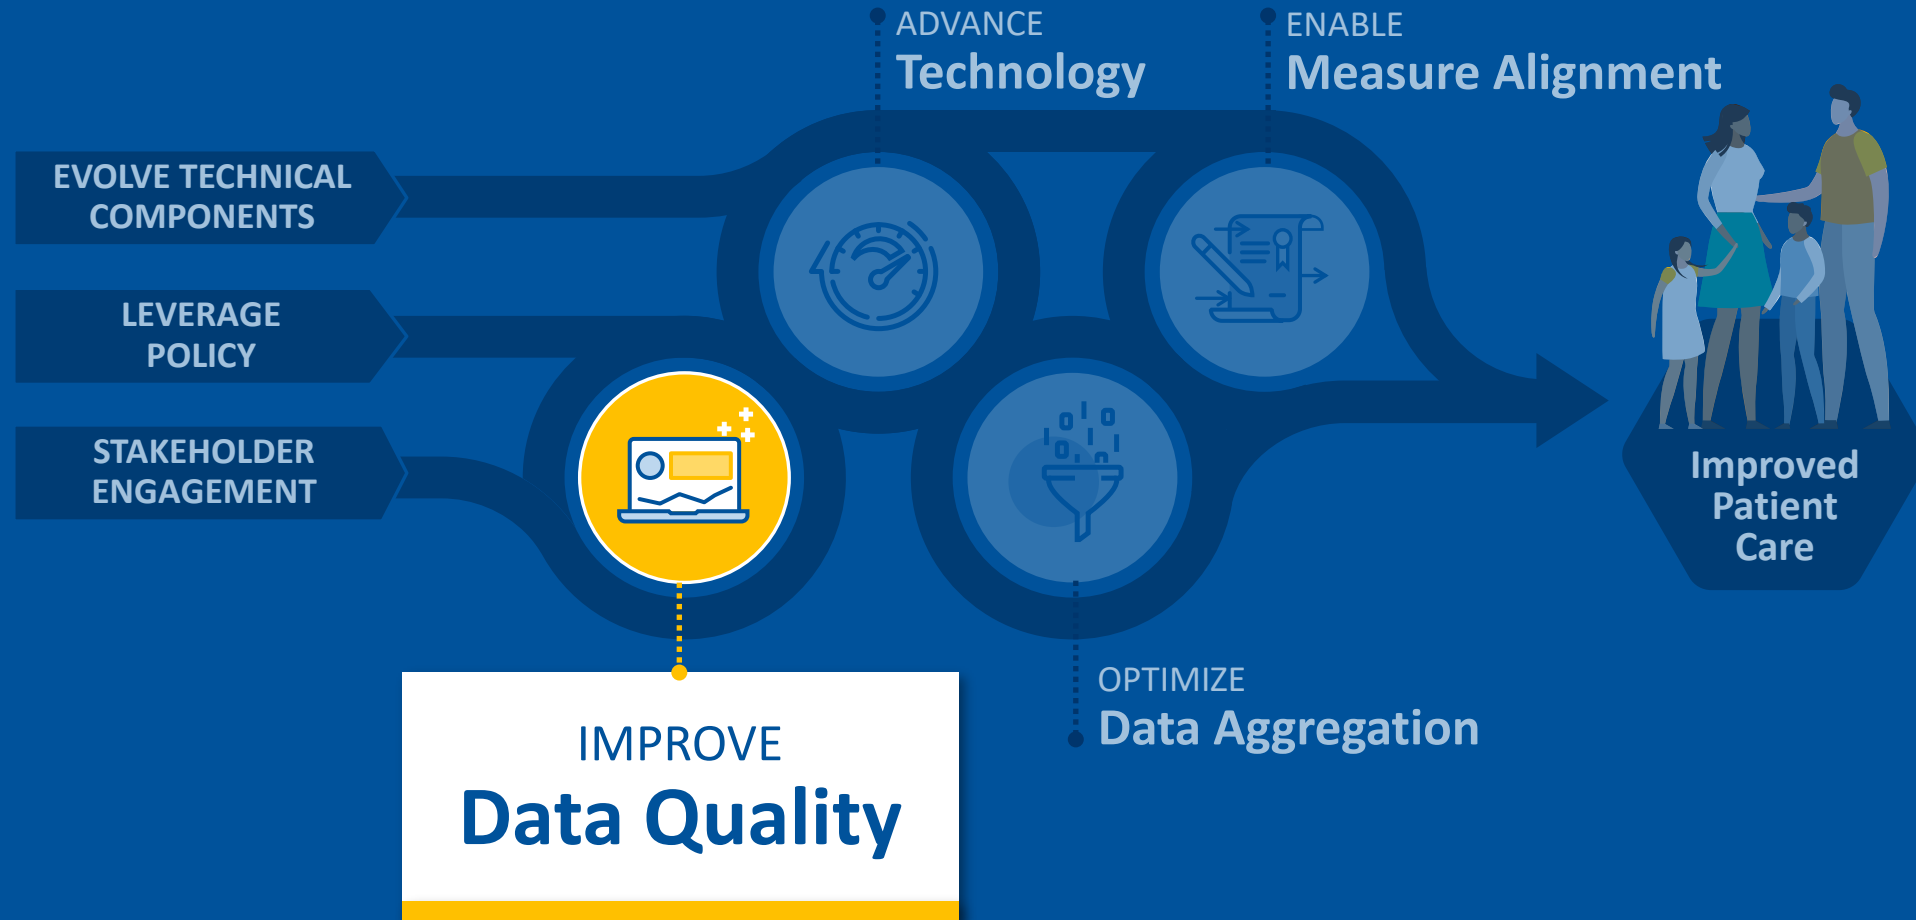 ADVANCE
Technology
ENABLE
Measure Alignment
EVOLVE TECHNICAL
COMPONENTS
LEVERAGE
POLICY
STAKEHOLDER
ENGAGEMENT
Improved
Patient
Care
IMPROVE
Data Quality
OPTIMIZE
Data Aggregation